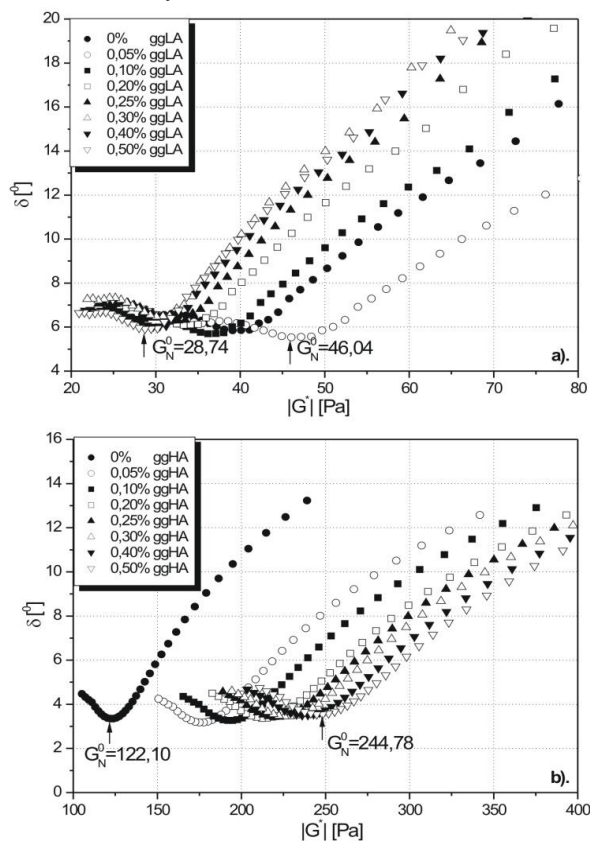 20
0% ggLA
0,05% ggLA
0,10% ggLA
0,20% ggLA
0,25% ggLA
0,30% ggLA
0,40% ggLA
0,50% ggLA
18
16
14
12
10
8
6
4
δ [⁰]
G⁰N=28,74
G⁰N=46,04
a).
20 30 40 50 60 70 80
|G*| [Pa]
16
0% ggHA
0,05% ggHA
0,10% ggHA
0,20% ggHA
0,25% ggHA
0,30% ggHA
0,40% ggHA
0,50% ggHA
14
12
10
8
6
4
2
0
δ [⁰]
G⁰N=122,10
G⁰N=244,78
b).
100 150 200 250 300 350 400
|G*| [Pa]